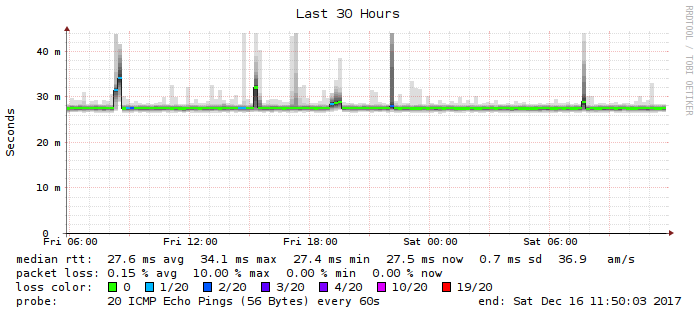 Last 30 Hours
RRDTOOL / TOBI OETIKER
Seconds
40 m
30 m
20 m
10 m
0
Fri 06:00 Fri 12:00 Fri 18:00 Sat 00:00 Sat 06:00
median rtt: 27.6 ms avg 34.1 ms max 27.4 ms min 27.5 ms now 0.7 ms sd 36.9 am/s
packet loss: 0.15 % avg 10.00 % max 0.00 % min 0.00 % now
loss color: 0 1/20 2/20 3/20 4/20 10/20 19/20
probe: 20 ICMP Echo Pings (56 Bytes) every 60s end: Sat Dec 16 11:50:03 2017